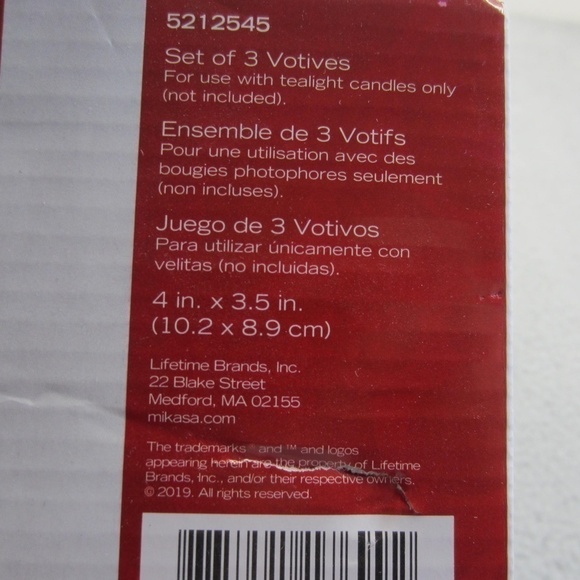 5212545
Set of 3 Votives
For use with tealight candles only
(not included).
Ensemble de 3 Votifs
Pour une utilisation avec des
bougies photophores seulement
(non incluses).
Juego de 3 Votivos
Para utilizar únicamente con
velitas (no incluidas).
4 in. x 3.5 in.
(10.2 x 8.9 cm)
Lifetime Brands, Inc.
22 Blake Street
Medford, MA 02155
mikasa.com
The trademarks ® and ™ and logos
appearing herein are the property of Lifetime
Brands, Inc., and/or their respective owners.
© 2019. All rights reserved.